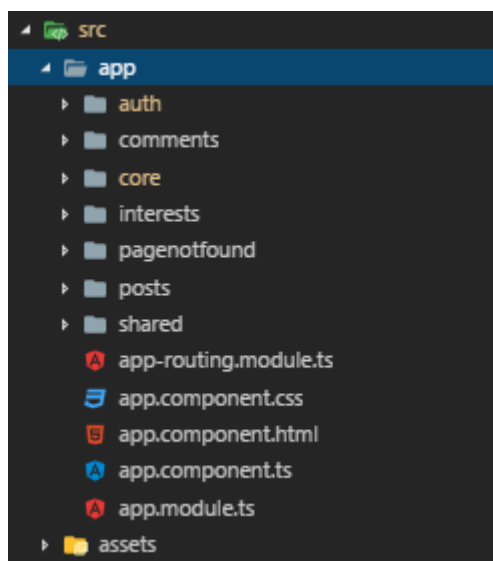 src
app
auth
comments
core
interests
pagenotfound
posts
shared
app-routing.module.ts
app.component.css
app.component.html
app.component.ts
app.module.ts
assets